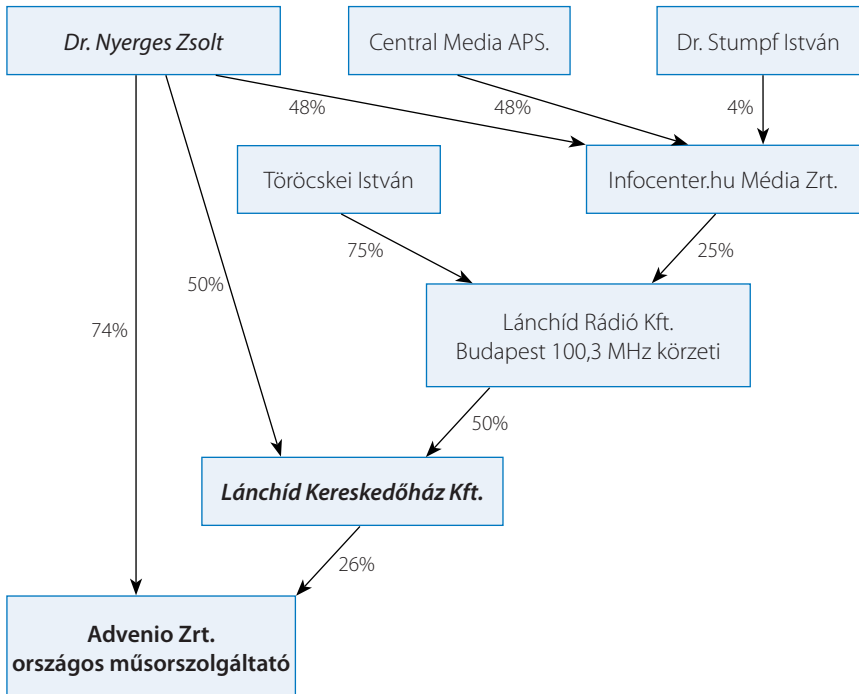 Dr. Nyerges Zsolt
Central Media APS.
Dr. Stumpf István
48%
48%
4%
Töröcskei István
Infocenter.hu Média Zrt.
75%
25%
50%
74%
Lánchíd Rádió Kft.
Budapest 100,3 MHz körzeti
50%
Lánchíd Kereskedőház Kft.
26%
Advenio Zrt.
országos műsorszolgáltató